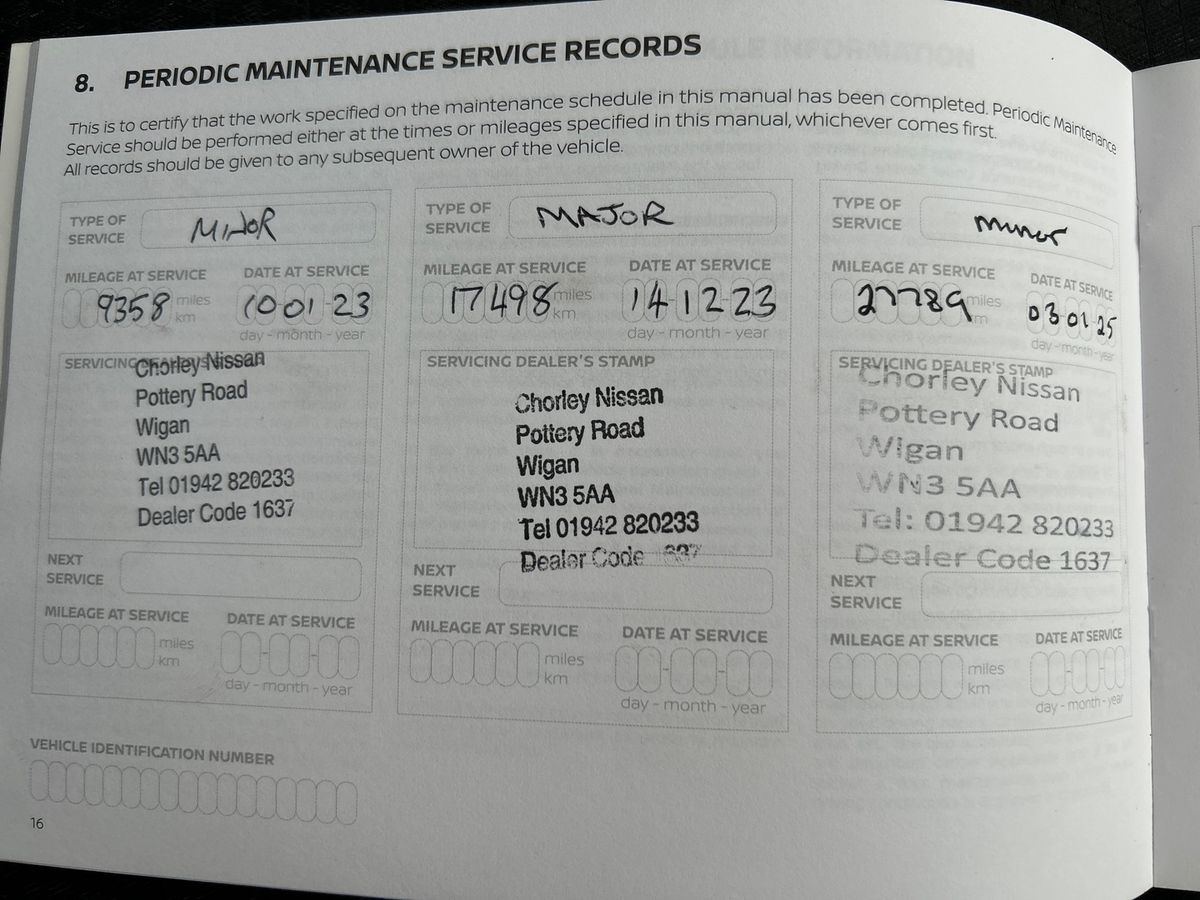 8. PERIODIC MAINTENANCE SERVICE RECORDS
This is to certify that the work specified on the maintenance schedule in this manual has been completed. Periodic Maintenance
Service should be performed either at the times or mileages specified in this manual, whichever comes first.
All records should be given to any subsequent owner of the vehicle.
TYPE OF
SERVICE
MINOR
MILEAGE AT SERVICE
DATE AT SERVICE
9358
miles
km
10 01 23
day - month - year
SERVICING
Chorley Nissan
Pottery Road
Wigan
WN3 5AA
Tel 01942 820233
Dealer Code 1637
NEXT
SERVICE
MILEAGE AT SERVICE
DATE AT SERVICE
miles
km
day - month - year
TYPE OF
SERVICE
MAJOR
MILEAGE AT SERVICE
DATE AT SERVICE
17498
miles
km
14 12 23
day - month - year
SERVICING DEALER'S STAMP
Chorley Nissan
Pottery Road
Wigan
WN3 5AA
Tel 01942 820233
Dealer Code
NEXT
SERVICE
MILEAGE AT SERVICE
DATE AT SERVICE
miles
km
day - month - year
TYPE OF
SERVICE
minor
MILEAGE AT SERVICE
DATE AT SERVICE
27789
miles
km
03 01 25
day - month - year
SERVICING DEALER'S STAMP
Chorley Nissan
Pottery Road
Wigan
WN3 5AA
Tel: 01942 820233
Dealer Code 1637
NEXT
SERVICE
MILEAGE AT SERVICE
DATE AT SERVICE
miles
km
day - month - year
VEHICLE IDENTIFICATION NUMBER
16